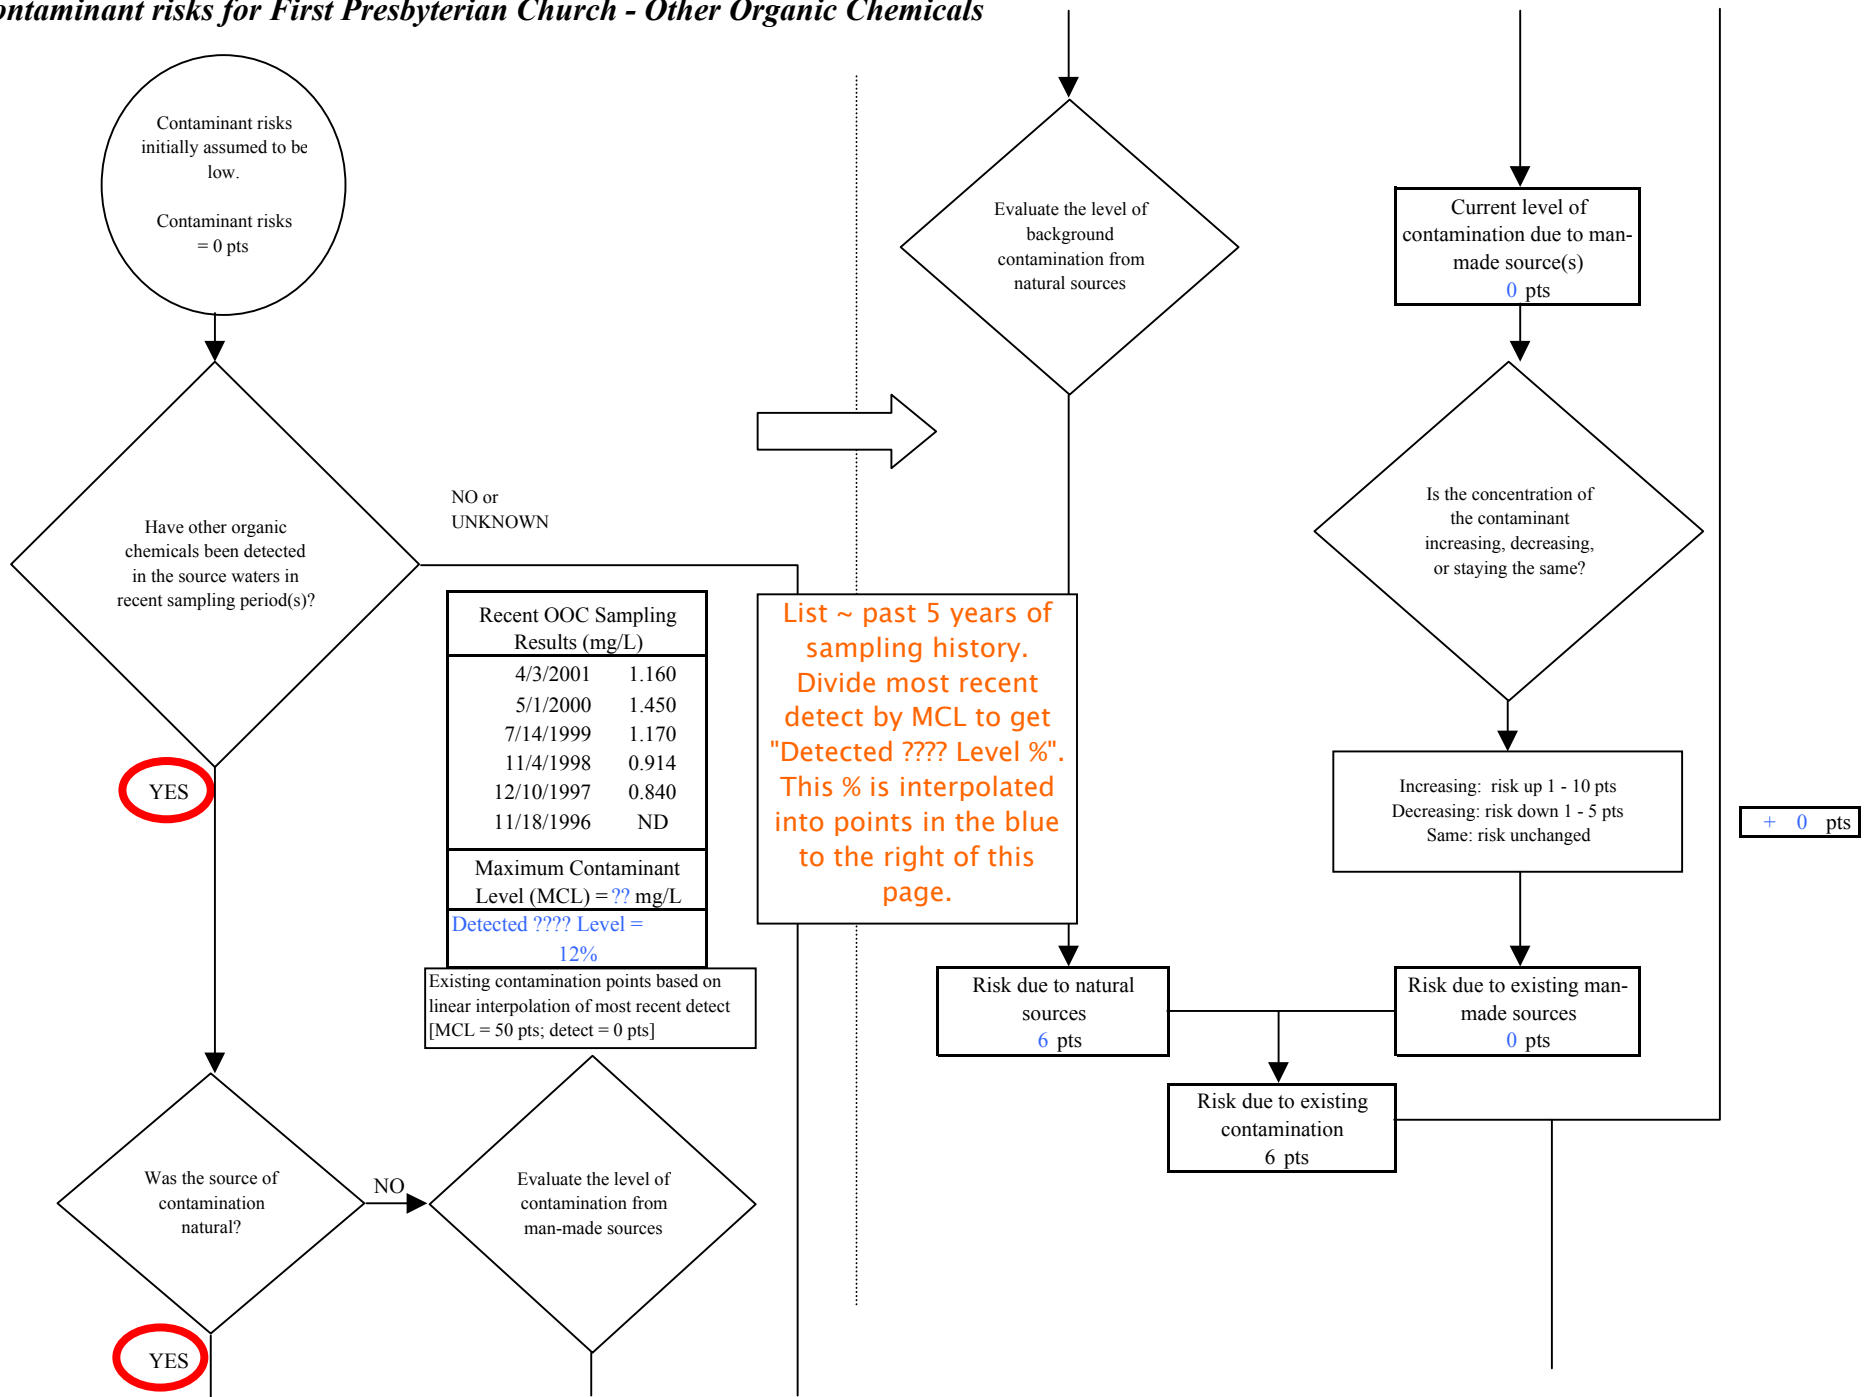 ontaminant risks for First Presbyterian Church - Other Organic Chemicals
Contaminant risks
initially assumed to be
low.
Contaminant risks
= 0 pts
Have other organic
chemicals been detected
in the source waters in
recent sampling period(s)?
NO or
UNKNOWN
YES
Recent OOC Sampling
Results (mg/L)
4/3/2001 1.160
5/1/2000 1.450
7/14/1999 1.170
11/4/1998 0.914
12/10/1997 0.840
11/18/1996 ND
Maximum Contaminant
Level (MCL) = ?? mg/L
Detected ???? Level =
12%
Existing contamination points based on
linear interpolation of most recent detect
[MCL = 50 pts; detect = 0 pts]
Was the source of
contamination
natural?
NO
YES
Evaluate the level of
contamination from
man-made sources
Evaluate the level of
background
contamination from
natural sources
List ~ past 5 years of
sampling history.
Divide most recent
detect by MCL to get
"Detected ???? Level %".
This % is interpolated
into points in the blue
to the right of this
page.
Risk due to natural
sources
6 pts
Current level of
contamination due to man-
made source(s)
0 pts
Is the concentration of
the contaminant
increasing, decreasing,
or staying the same?
Increasing: risk up 1 - 10 pts
Decreasing: risk down 1 - 5 pts
Same: risk unchanged
+ 0 pts
Risk due to existing man-
made sources
0 pts
Risk due to existing
contamination
6 pts